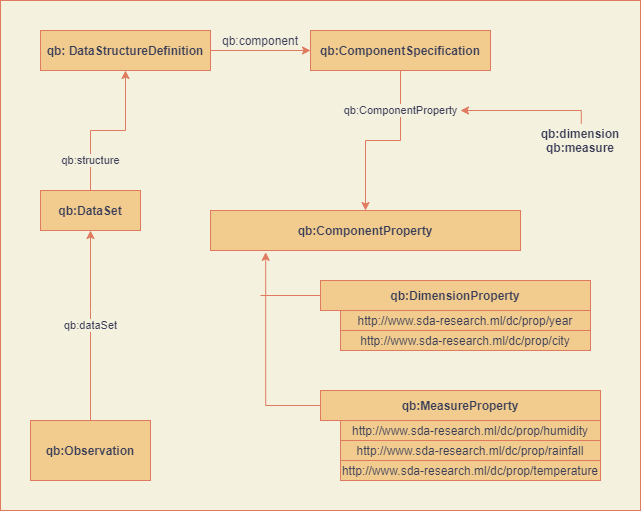 qb: DataStructureDefinition
qb:component
qb:ComponentSpecification
qb:ComponentProperty
qb:dimension
qb:measure
qb:structure
qb:DataSet
qb:ComponentProperty
qb:DimensionProperty
http://www.sda-research.ml/dc/prop/year
http://www.sda-research.ml/dc/prop/city
qb:dataSet
qb:MeasureProperty
http://www.sda-research.ml/dc/prop/humidity
http://www.sda-research.ml/dc/prop/rainfall
http://www.sda-research.ml/dc/prop/temperature
qb:Observation